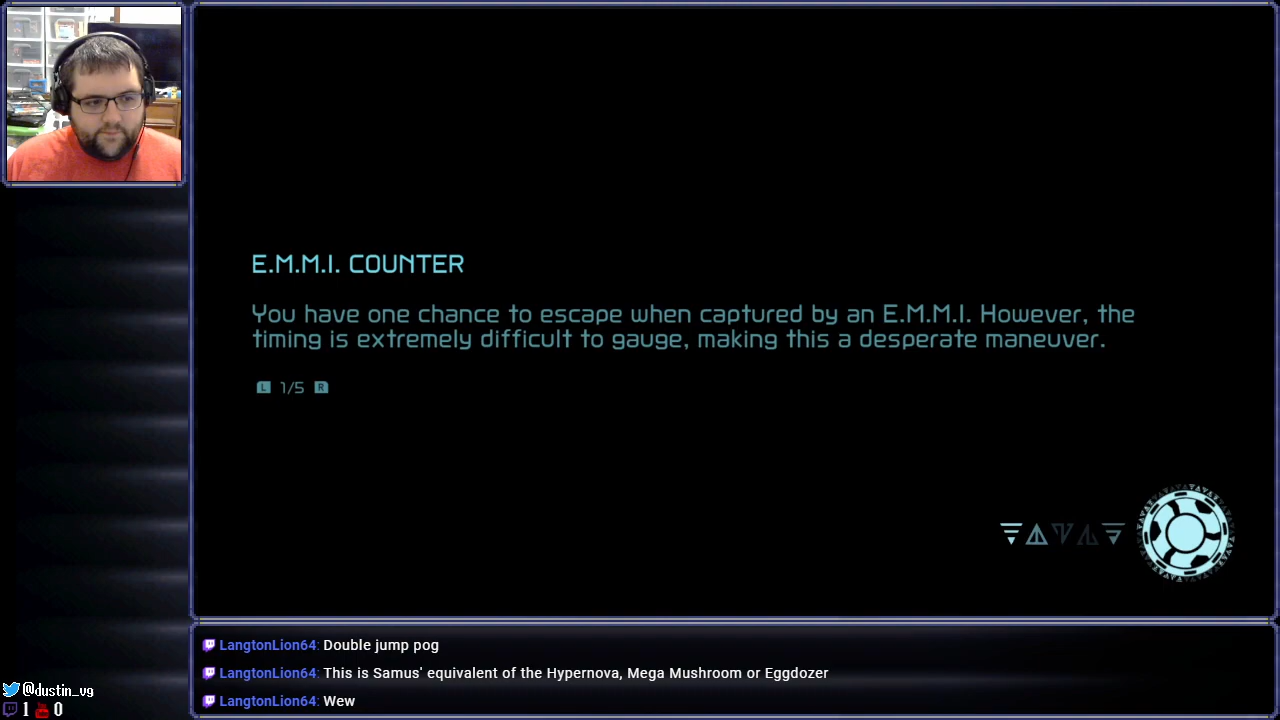 E.M.M.I. COUNTER
You have one chance to escape when captured by an E.M.M.I. However, the
timing is extremely difficult to gauge, making this a desperate maneuver.
L 1/5 R
LangtonLion64: Double jump pog
LangtonLion64: This is Samus' equivalent of the Hypernova, Mega Mushroom or Eggdozer
LangtonLion64: Wew
@dustin_vg
1 0